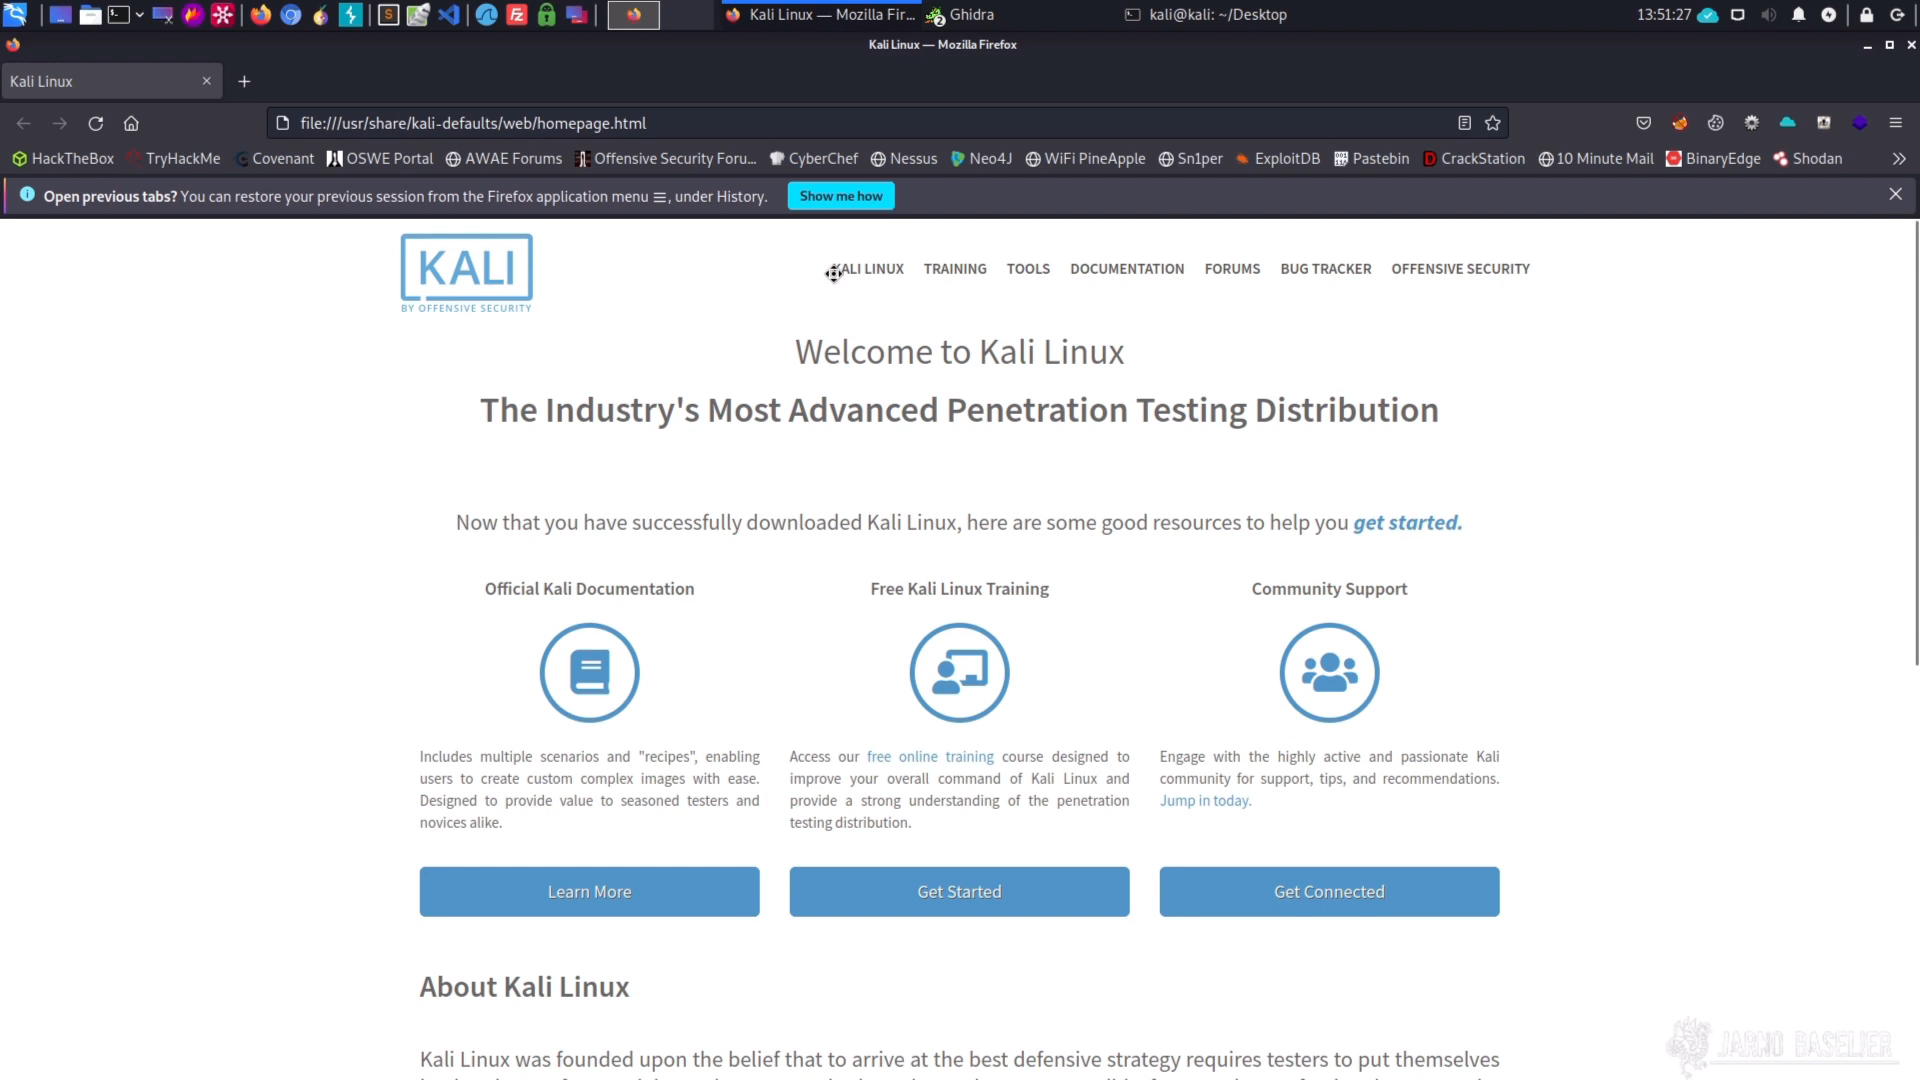 Kali Linux — Mozilla Fir...
Ghidra
kali@kali: ~/Desktop
13:51:27
Kali Linux — Mozilla Firefox
Kali Linux
file:///usr/share/kali-defaults/web/homepage.html
HackTheBox TryHackMe Covenant OSWE Portal AWAE Forums Offensive Security Foru... CyberChef Nessus Neo4J WiFi PineApple Sn1per ExploitDB Pastebin CrackStation 10 Minute Mail BinaryEdge Shodan
Open previous tabs? You can restore your previous session from the Firefox application menu ☰, under History. Show me how
KALI
BY OFFENSIVE SECURITY
KALI LINUX TRAINING TOOLS DOCUMENTATION FORUMS BUG TRACKER OFFENSIVE SECURITY
Welcome to Kali Linux
The Industry's Most Advanced Penetration Testing Distribution
Now that you have successfully downloaded Kali Linux, here are some good resources to help you get started.
Official Kali Documentation
Includes multiple scenarios and "recipes", enabling
users to create custom complex images with ease.
Designed to provide value to seasoned testers and
novices alike.
Learn More
Free Kali Linux Training
Access our free online training course designed to
improve your overall command of Kali Linux and
provide a strong understanding of the penetration
testing distribution.
Get Started
Community Support
Engage with the highly active and passionate Kali
community for support, tips, and recommendations.
Jump in today.
Get Connected
About Kali Linux
Kali Linux was founded upon the belief that to arrive at the best defensive strategy requires testers to put themselves
JARNO BASELIER